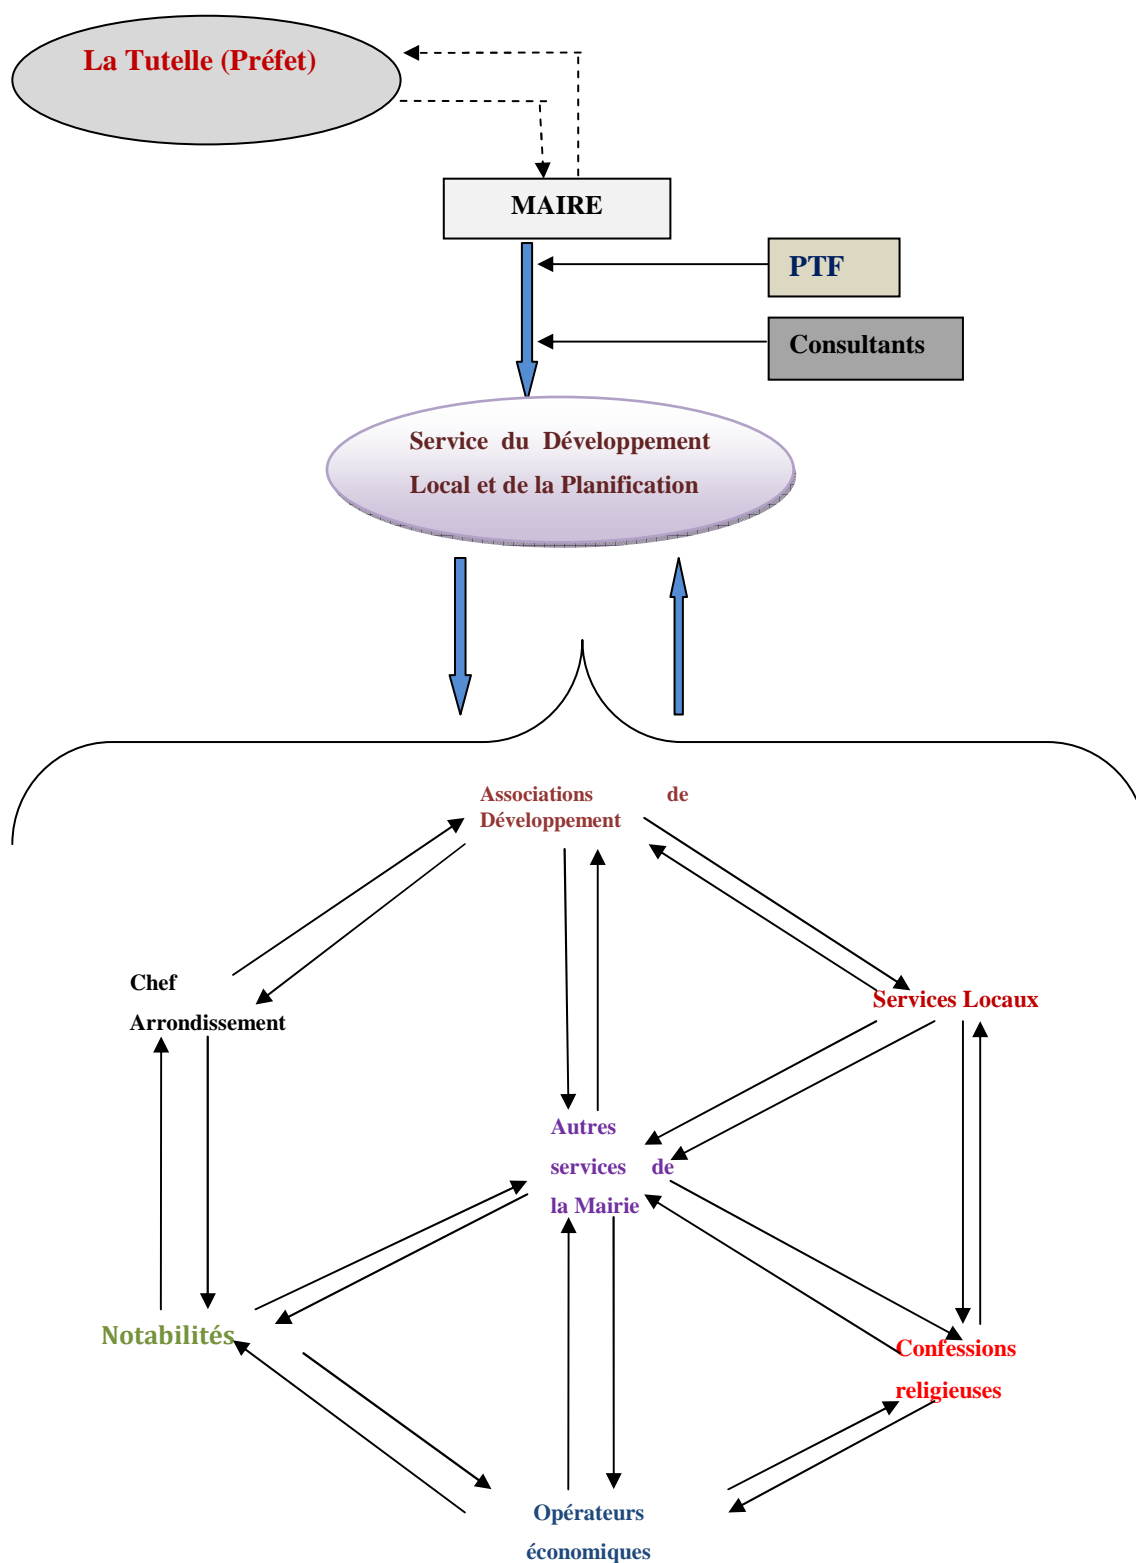 La Tutelle (Préfet)
MAIRE
PTF
Consultants
Service du Développement
Local et de la Planification
Associations de
Développement
Chef
Arrondissement
Services Locaux
Autres
services de
la Mairie
Notabilités
Confessions
religieuses
Opérateurs
économiques